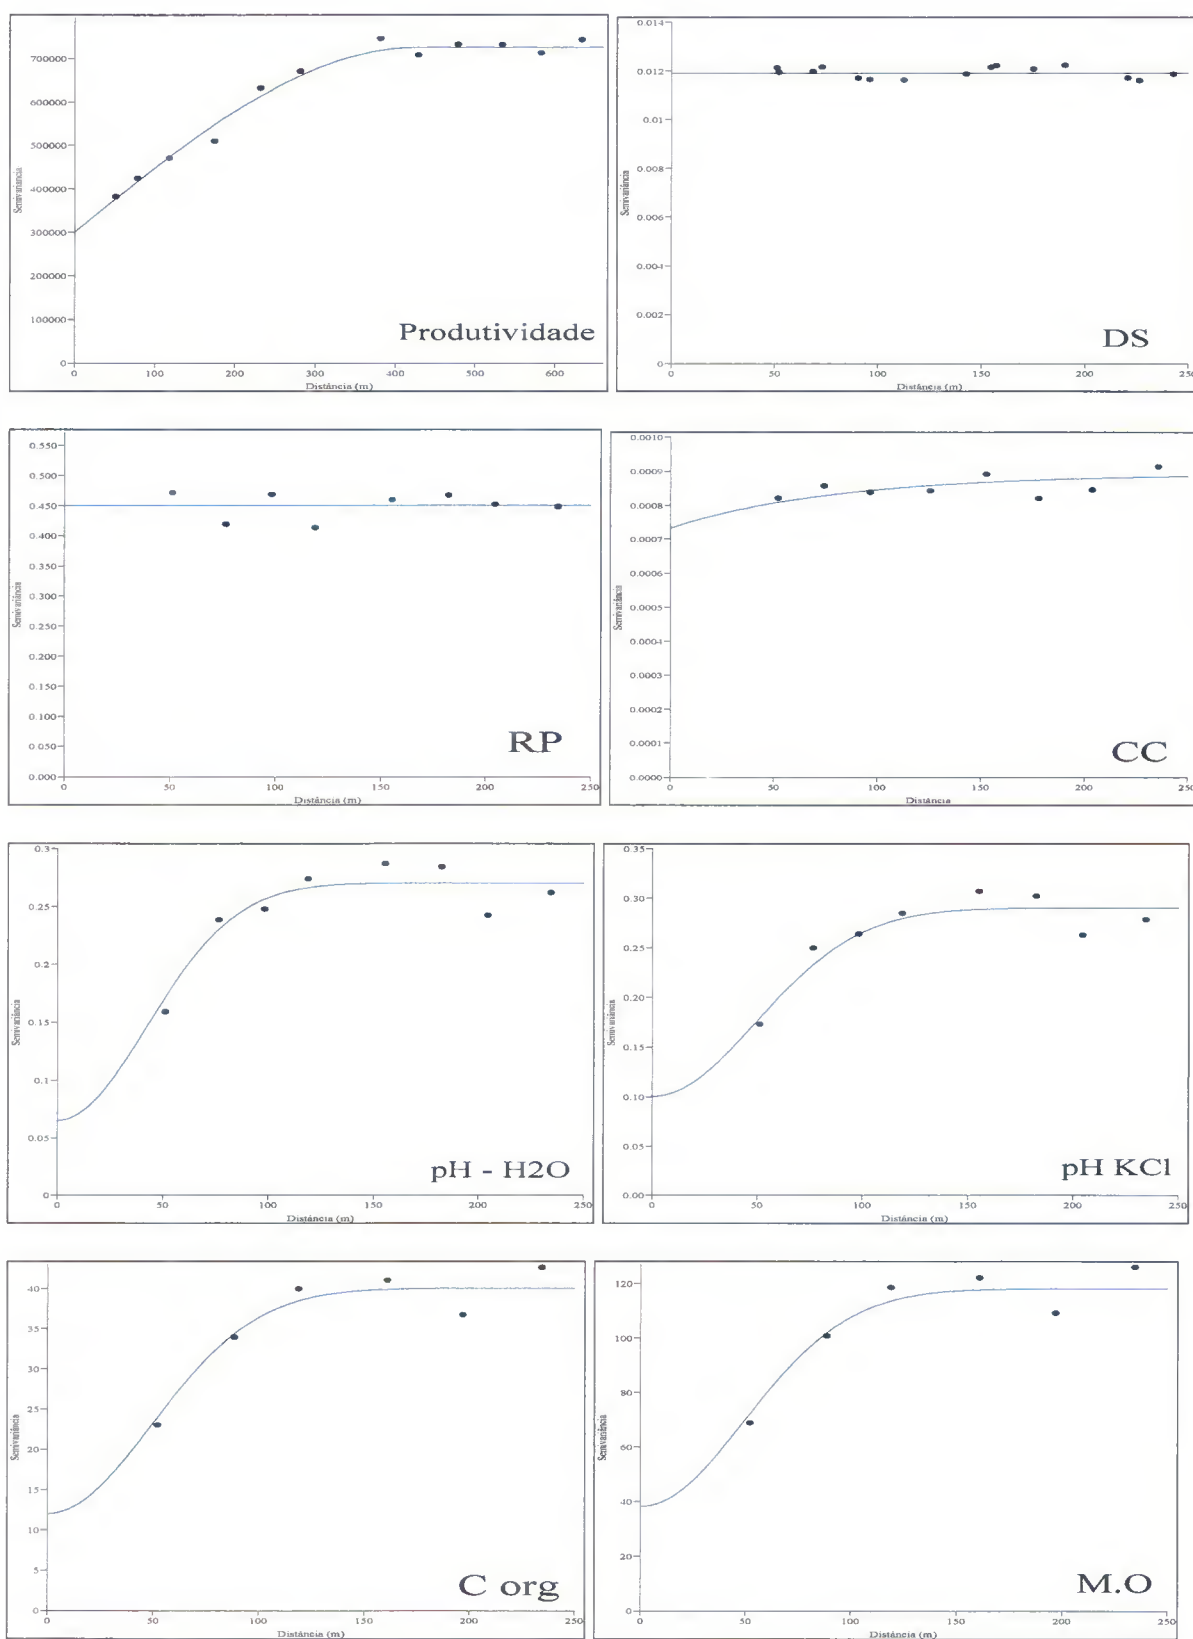 700000
600000
500000
400000
300000
200000
100000
0
Semivariância
0 100 200 300 400 500 600
Distância (m)
Produtividade
0.014
0.012
0.01
0.008
0.006
0.004
0.002
0
Semivariância
0 50 100 150 200 250
Distância (m)
DS
0.550
0.500
0.450
0.400
0.350
0.300
0.250
0.200
0.150
0.100
0.050
0.000
Semivariância
0 50 100 150 200 250
Distância (m)
RP
0.0010
0.0009
0.0008
0.0007
0.0006
0.0005
0.0004
0.0003
0.0002
0.0001
0.0000
Semivariância
0 50 100 150 200 250
Distância
CC
0.3
0.25
0.2
0.15
0.1
0.05
0
Semivariância
0 50 100 150 200 250
Distância (m)
pH - H2O
0.35
0.30
0.25
0.20
0.15
0.10
0.05
0.00
Semivariância
0 50 100 150 200 250
Distância (m)
pH KCl
40
35
30
25
20
15
10
5
0
Semivariância
0 50 100 150 200 250
Distância (m)
C org
120
100
80
60
40
20
0
Semivariância
0 50 100 150 200 250
Distância (m)
M.O